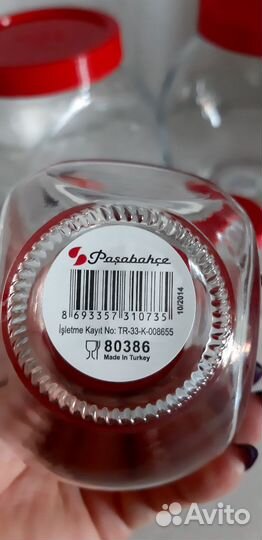 Paşabahçe
8 693357 310735
10/2014
İşletme Kayıt No: TR-33-K-008655
80386
Made In Turkey
Avito